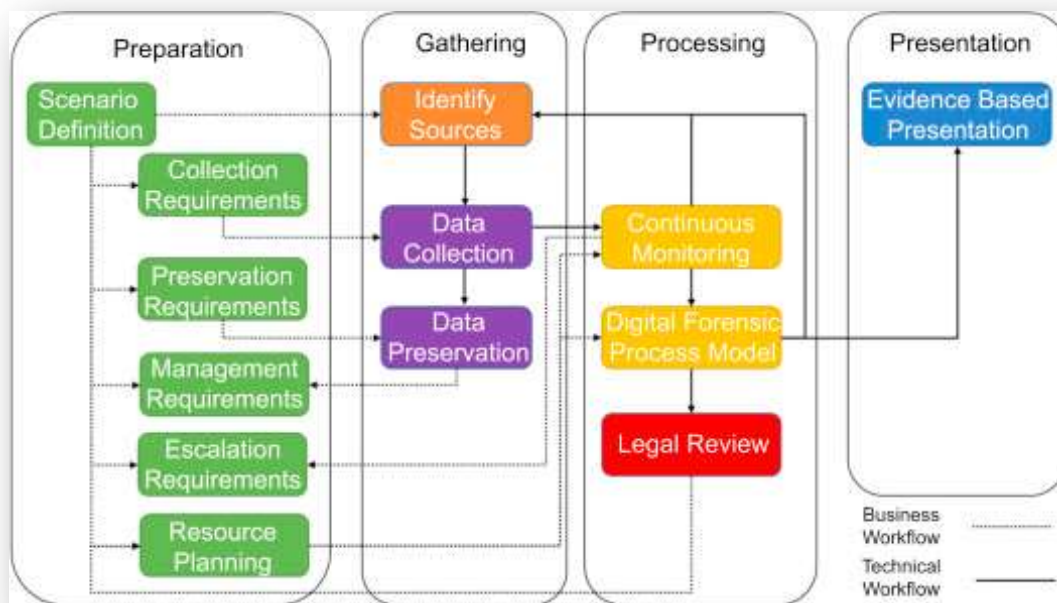 Preparation
Gathering
Processing
Presentation
Scenario
Definition
Collection
Requirements
Preservation
Requirements
Management
Requirements
Escalation
Requirements
Resource
Planning
Identify
Sources
Data
Collection
Data
Preservation
Continuous
Monitoring
Digital Forensic
Process Model
Legal Review
Evidence Based
Presentation
Business
Workflow
Technical
Workflow